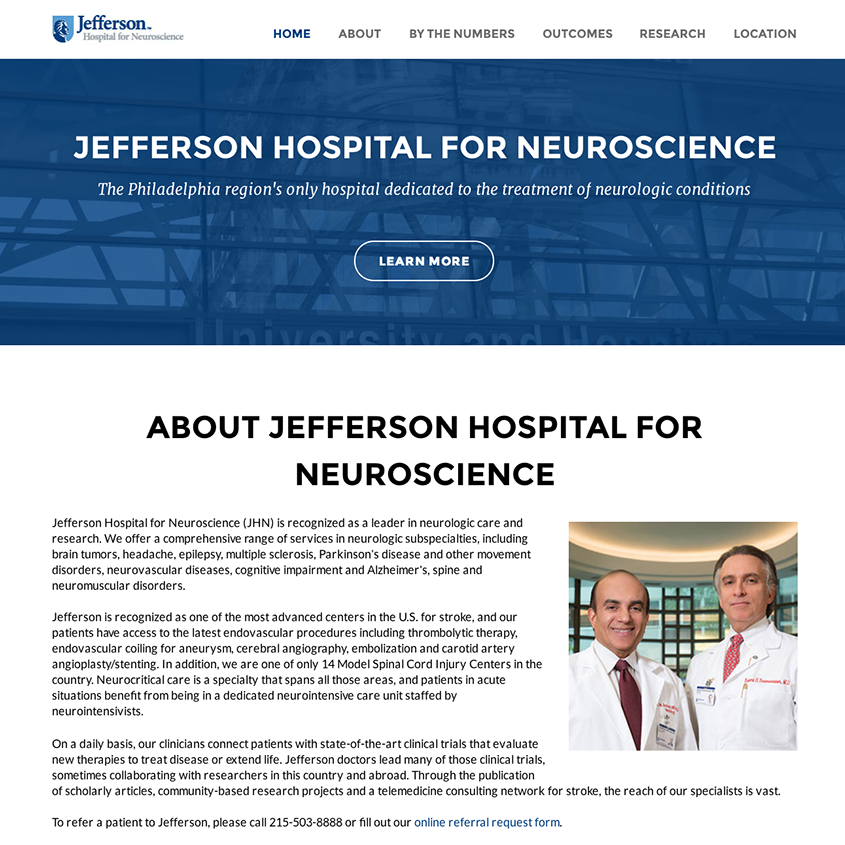 Jefferson™
Hospital for Neuroscience
HOME ABOUT BY THE NUMBERS OUTCOMES RESEARCH LOCATION
JEFFERSON HOSPITAL FOR NEUROSCIENCE
The Philadelphia region's only hospital dedicated to the treatment of neurologic conditions
LEARN MORE
University and Hospitals
ABOUT JEFFERSON HOSPITAL FOR
NEUROSCIENCE
Jefferson Hospital for Neuroscience (JHN) is recognized as a leader in neurologic care and
research. We offer a comprehensive range of services in neurologic subspecialties, including
brain tumors, headache, epilepsy, multiple sclerosis, Parkinson's disease and other movement
disorders, neurovascular diseases, cognitive impairment and Alzheimer's, spine and
neuromuscular disorders.
Jefferson is recognized as one of the most advanced centers in the U.S. for stroke, and our
patients have access to the latest endovascular procedures including thrombolytic therapy,
endovascular coiling for aneurysm, cerebral angiography, embolization and carotid artery
angioplasty/stenting. In addition, we are one of only 14 Model Spinal Cord Injury Centers in the
country. Neurocritical care is a specialty that spans all those areas, and patients in acute
situations benefit from being in a dedicated neurointensive care unit staffed by
neurointensivists.
On a daily basis, our clinicians connect patients with state-of-the-art clinical trials that evaluate
new therapies to treat disease or extend life. Jefferson doctors lead many of those clinical trials,
sometimes collaborating with researchers in this country and abroad. Through the publication
of scholarly articles, community-based research projects and a telemedicine consulting network for stroke, the reach of our specialists is vast.
To refer a patient to Jefferson, please call 215-503-8888 or fill out our online referral request form.